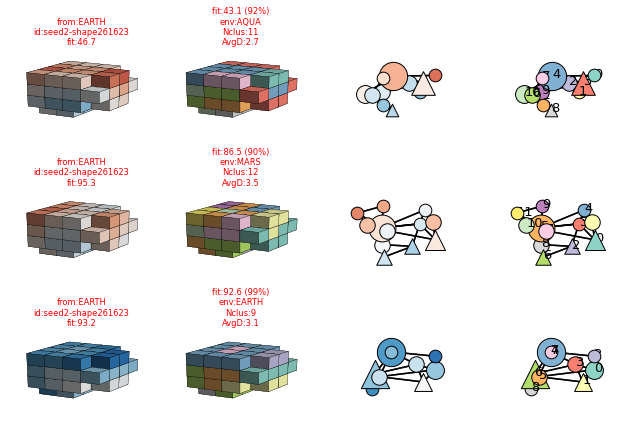 from:EARTH
id:seed2-shape261623
fit:46.7
fit:43.1 (92%)
env:AQUA
Nclus:11
AvgD:2.7
from:EARTH
id:seed2-shape261623
fit:95.3
fit:86.5 (90%)
env:MARS
Nclus:12
AvgD:3.5
from:EARTH
id:seed2-shape261623
fit:93.2
fit:92.6 (99%)
env:EARTH
Nclus:9
AvgD:3.1